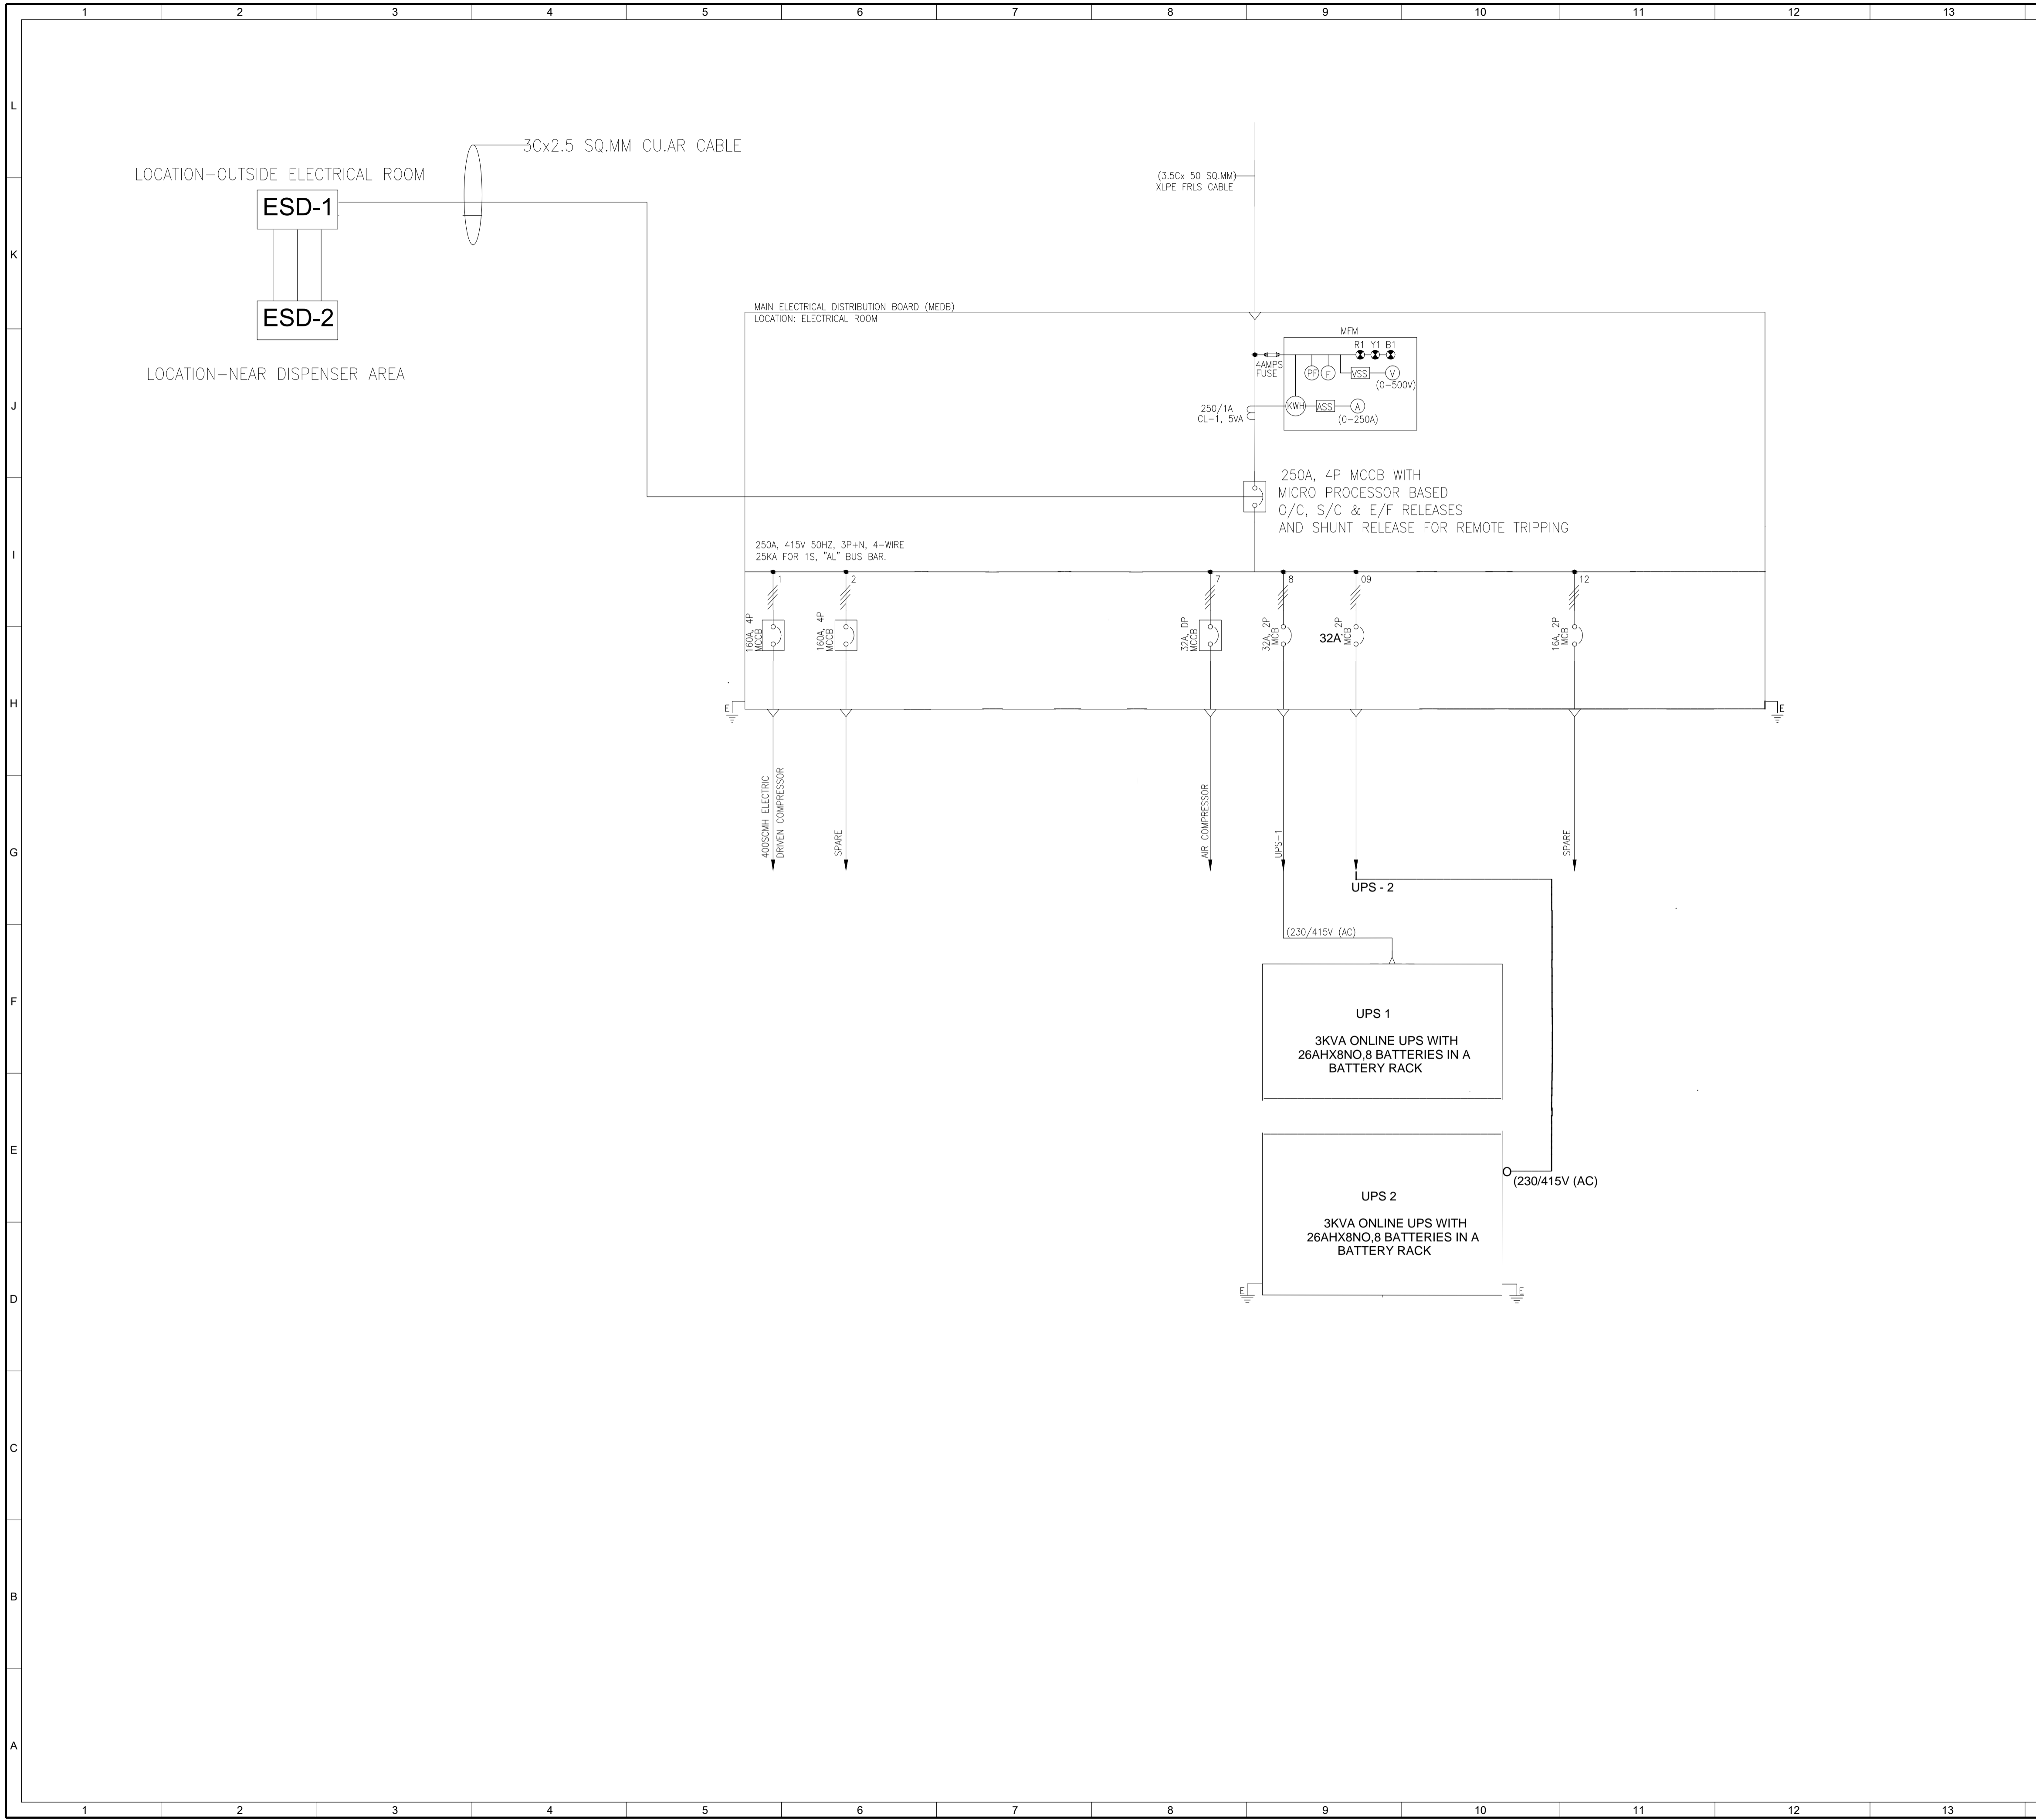 1 2 3 4 5 6 7 8 9 10 11 12 13
L
K
J
I
H
G
F
E
D
C
B
A
3Cx2.5 SQ.MM CU.AR CABLE
LOCATION-OUTSIDE ELECTRICAL ROOM
ESD-1
ESD-2
LOCATION-NEAR DISPENSER AREA
(3.5Cx 50 SQ.MM)
XLPE FRLS CABLE
MAIN ELECTRICAL DISTRIBUTION BOARD (MEDB)
LOCATION: ELECTRICAL ROOM
MFM
R1 Y1 B1
4AMPS
FUSE
PF F VSS V
(0-500V)
250/1A
CL-1, 5VA
KWH ASS A
(0-250A)
250A, 4P MCCB WITH
MICRO PROCESSOR BASED
O/C, S/C & E/F RELEASES
AND SHUNT RELEASE FOR REMOTE TRIPPING
250A, 415V 50HZ, 3P+N, 4-WIRE
25KA FOR 1S, "AL" BUS BAR.
1 2 7 8 09 12
160A, 4P
MCCB
160A, 4P
MCCB
32A, DP
MCCB
32A, 2P
MCB
32A
2P
MCB
16A, 2P
MCB
E
E
400SCMH ELECTRIC
DRIVEN COMPRESSOR
SPARE
AIR COMPRESSOR
UPS-1
SPARE
UPS - 2
(230/415V (AC)
UPS 1
3KVA ONLINE UPS WITH
26AHX8NO,8 BATTERIES IN A
BATTERY RACK
(230/415V (AC)
UPS 2
3KVA ONLINE UPS WITH
26AHX8NO,8 BATTERIES IN A
BATTERY RACK
E
E
1 2 3 4 5 6 7 8 9 10 11 12 13